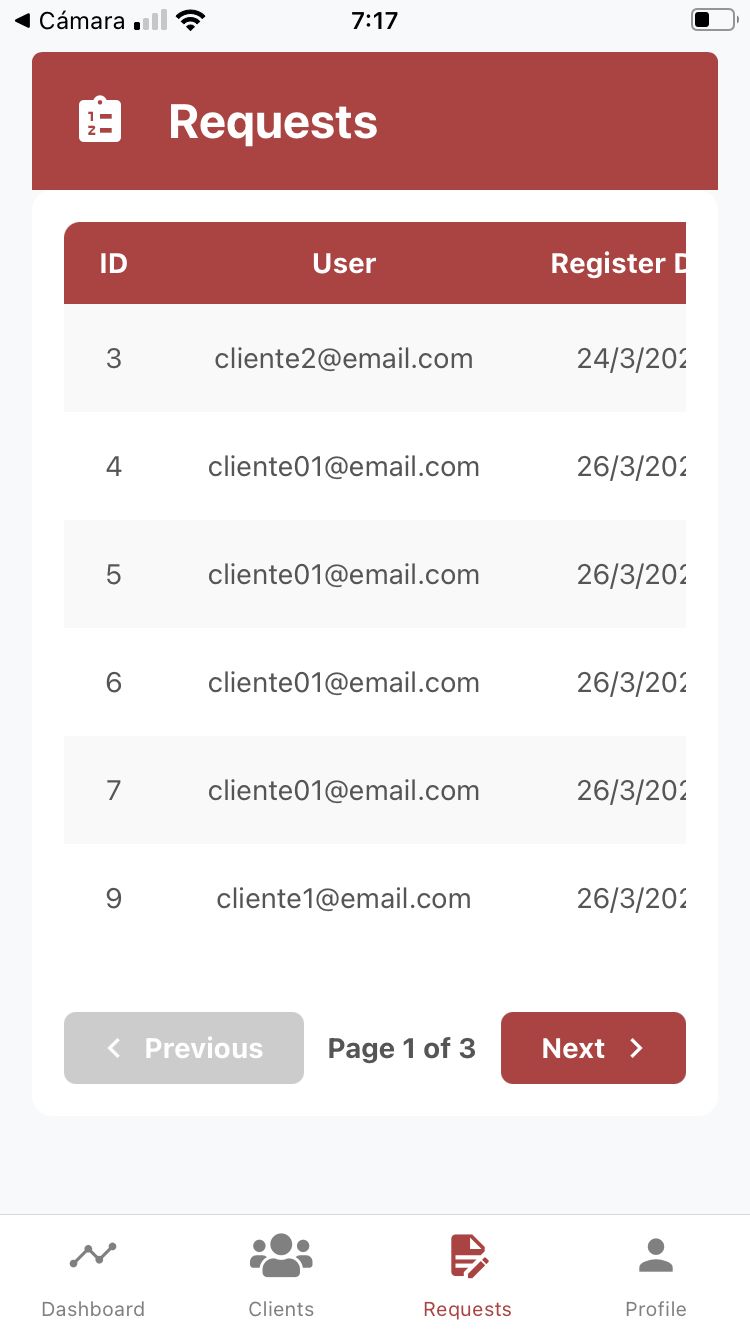 ◀ Cámara 7:17
Requests
ID User Register D
3 cliente2@email.com 24/3/202
4 cliente01@email.com 26/3/202
5 cliente01@email.com 26/3/202
6 cliente01@email.com 26/3/202
7 cliente01@email.com 26/3/202
9 cliente1@email.com 26/3/202
Previous Page 1 of 3 Next
Dashboard Clients Requests Profile